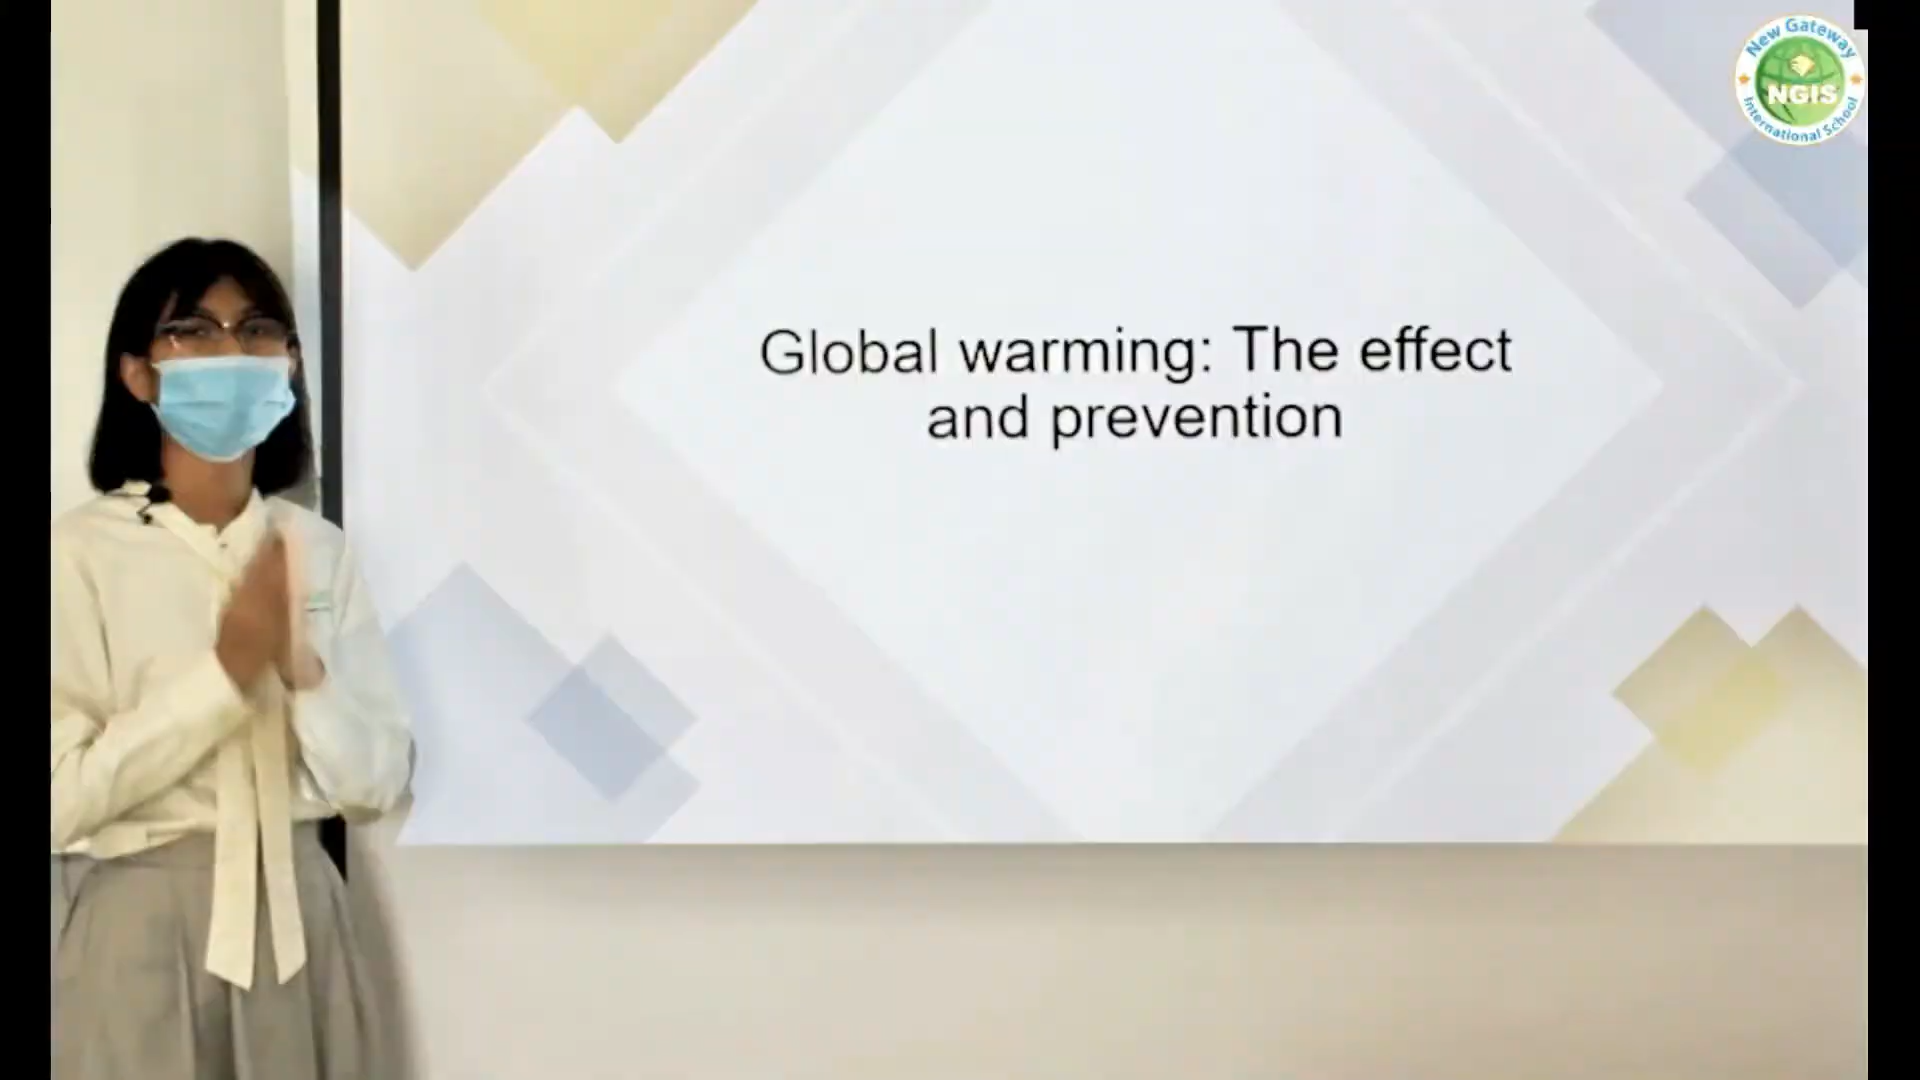 New Gateway
NGIS
International School
Global warming: The effect
and prevention